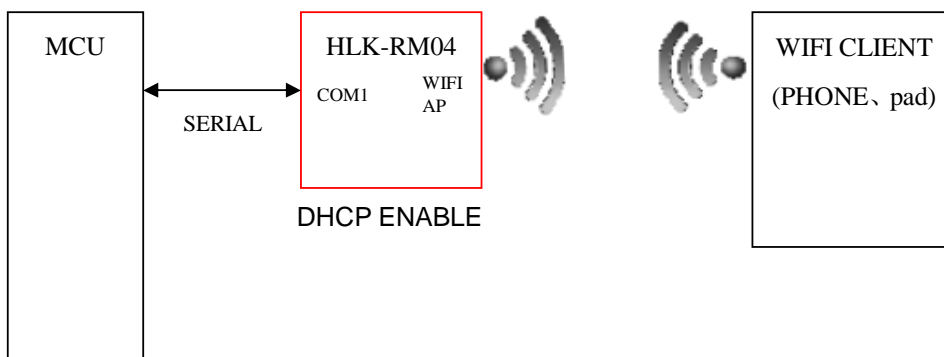 MCU
SERIAL
HLK-RM04
COM1
WIFI
AP
DHCP ENABLE
WIFI CLIENT
(PHONE、pad)